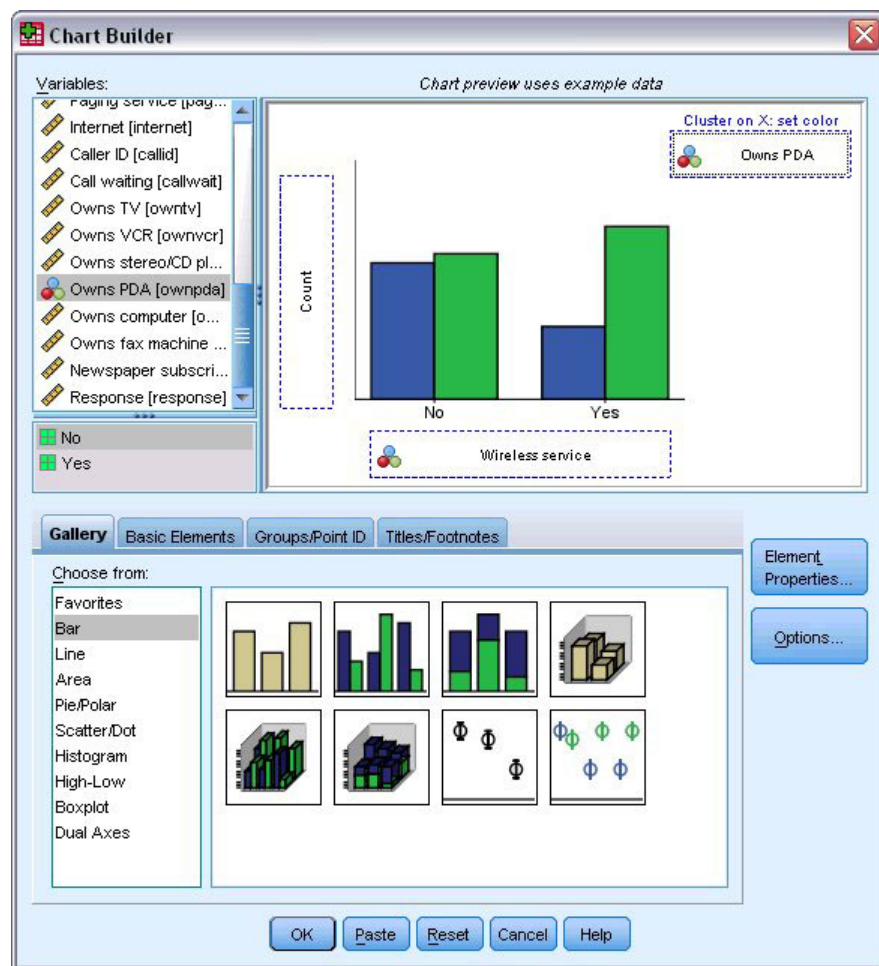 Chart Builder
Variables:
Paging service [pag...
Internet [internet]
Caller ID [callid]
Call waiting [callwait]
Owns TV [owntv]
Owns VCR [ownvcr]
Owns stereo/CD pl...
Owns PDA [ownpda]
Owns computer [o...
Owns fax machine ...
Newspaper subscri...
Response [response]
No
Yes
Chart preview uses example data
Cluster on X: set color
Owns PDA
Count
No Yes
Wireless service
Gallery Basic Elements Groups/Point ID Titles/Footnotes
Choose from:
Favorites
Bar
Line
Area
Pie/Polar
Scatter/Dot
Histogram
High-Low
Boxplot
Dual Axes
Element
Properties...
Options...
OK Paste Reset Cancel Help